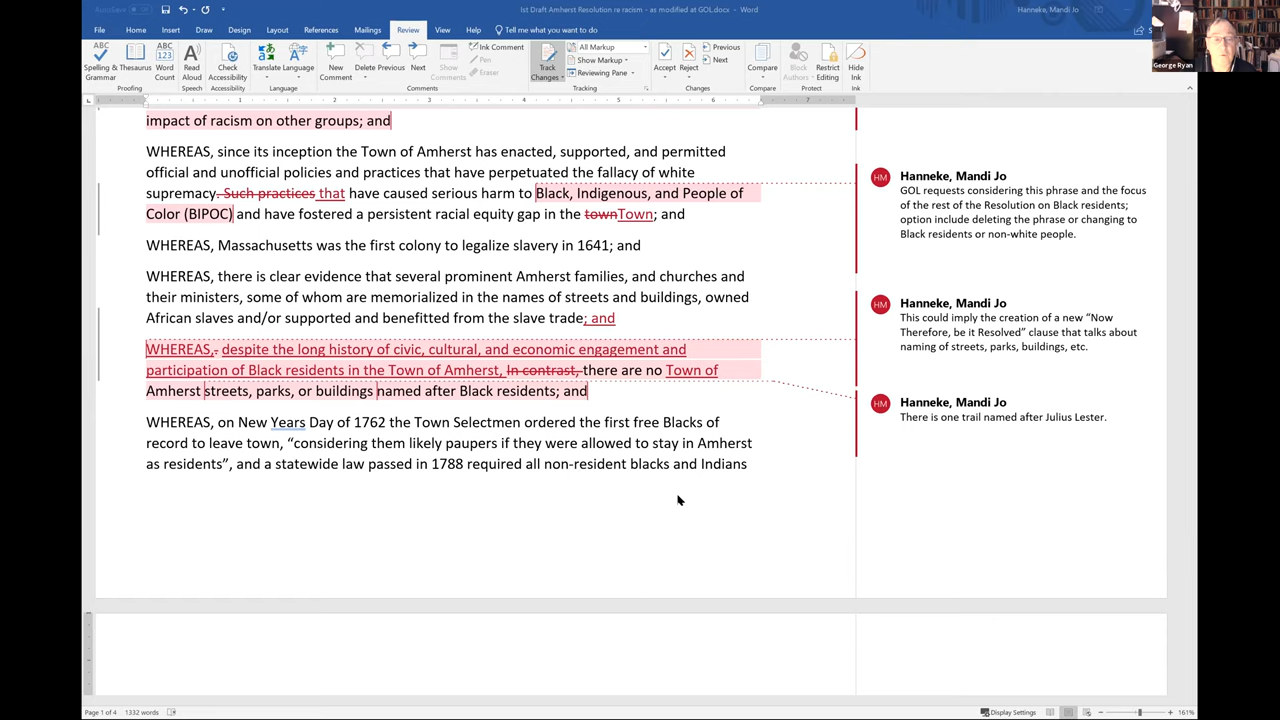 AutoSave
Ist Draft Amherst Resolution re racism - as modified at GOL.docx - Word
Hanneke, Mandi Jo
File Home Insert Draw Design Layout References Mailings Review View Help Tell me what you want to do
George Ryan
Spelling & Grammar
Thesaurus
Word Count
Read Aloud
Check Accessibility
Translate
Language
New Comment
Delete
Previous
Next
Show Comments
Ink Comment
Pen
Eraser
Track Changes
All Markup
Show Markup
Reviewing Pane
Accept
Reject
Previous
Next
Compare
Block Authors
Restrict Editing
Hide Ink
Proofing Speech Accessibility Language Comments Tracking Changes Compare Protect Ink
1 2 3 4 5 6 7
impact of racism on other groups; and
WHEREAS, since its inception the Town of Amherst has enacted, supported, and permitted
official and unofficial policies and practices that have perpetuated the fallacy of white
supremacy. Such practices that have caused serious harm to Black, Indigenous, and People of
Color (BIPOC) and have fostered a persistent racial equity gap in the townTown; and
WHEREAS, Massachusetts was the first colony to legalize slavery in 1641; and
WHEREAS, there is clear evidence that several prominent Amherst families, and churches and
their ministers, some of whom are memorialized in the names of streets and buildings, owned
African slaves and/or supported and benefitted from the slave trade; and
WHEREAS,- despite the long history of civic, cultural, and economic engagement and
participation of Black residents in the Town of Amherst, In contrast, there are no Town of
Amherst streets, parks, or buildings named after Black residents; and
WHEREAS, on New Years Day of 1762 the Town Selectmen ordered the first free Blacks of
record to leave town, “considering them likely paupers if they were allowed to stay in Amherst
as residents”, and a statewide law passed in 1788 required all non-resident blacks and Indians
HM Hanneke, Mandi Jo
GOL requests considering this phrase and the focus
of the rest of the Resolution on Black residents;
option include deleting the phrase or changing to
Black residents or non-white people.
HM Hanneke, Mandi Jo
This could imply the creation of a new “Now
Therefore, be it Resolved” clause that talks about
naming of streets, parks, buildings, etc.
HM Hanneke, Mandi Jo
There is one trail named after Julius Lester.
Page 1 of 4 1332 words
Display Settings
161%